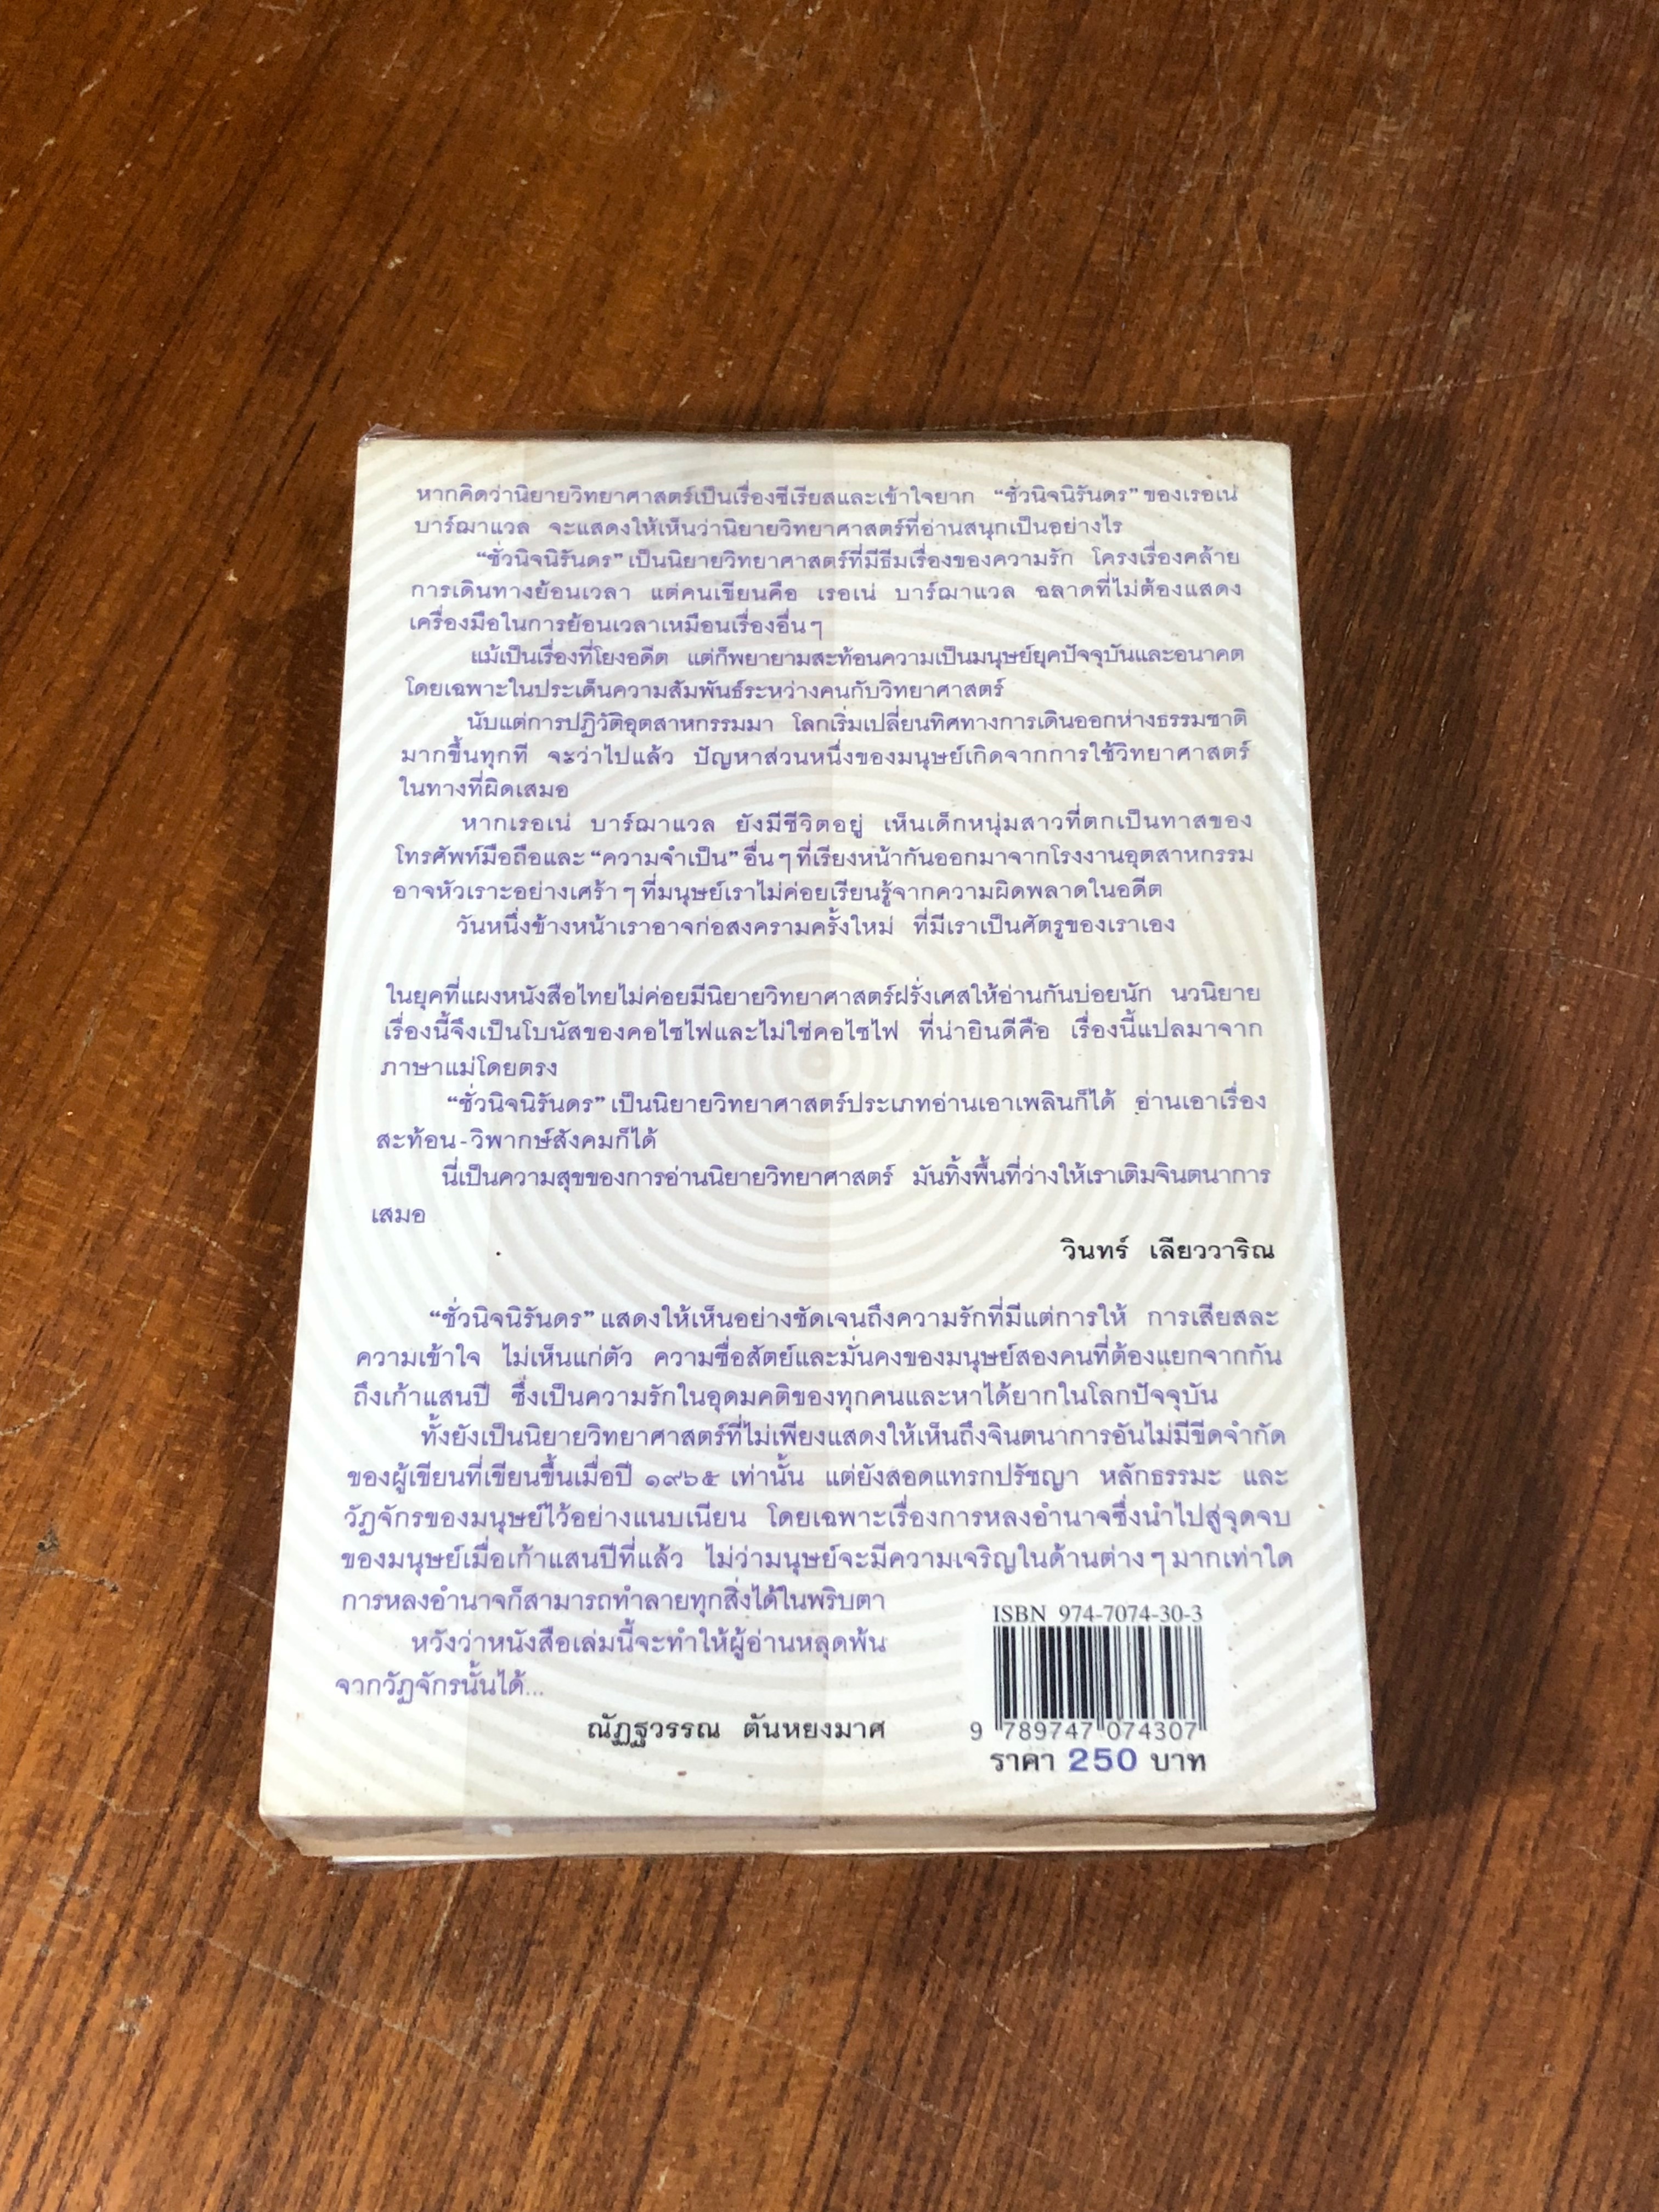 หากคิดว่านิยายวิทยาศาสตร์เป็นเรื่องซีเรียสและเข้าใจยาก “ชั่วนิจนิรันดร” ของเรอเน่
บาร์ฌาแวล จะแสดงให้เห็นว่านิยายวิทยาศาสตร์ที่อ่านสนุกเป็นอย่างไร
“ชั่วนิจนิรันดร” เป็นนิยายวิทยาศาสตร์ที่มีธีมเรื่องของความรัก โครงเรื่องคล้าย
การเดินทางย้อนเวลา แต่คนเขียนคือ เรอเน่ บาร์ฌาแวล ฉลาดที่ไม่ต้องแสดง
เครื่องมือในการย้อนเวลาเหมือนเรื่องอื่นๆ
แม้เป็นเรื่องที่โยงอดีต แต่ก็พยายามสะท้อนความเป็นมนุษย์ยุคปัจจุบันและอนาคต
โดยเฉพาะในประเด็นความสัมพันธ์ระหว่างคนกับวิทยาศาสตร์
นับแต่การปฏิวัติอุตสาหกรรมมา โลกเริ่มเปลี่ยนทิศทางการเดินออกห่างธรรมชาติ
มากขึ้นทุกที จะว่าไปแล้ว ปัญหาส่วนหนึ่งของมนุษย์เกิดจากการใช้วิทยาศาสตร์
ในทางที่ผิดเสมอ
หากเรอเน่ บาร์ฌาแวล ยังมีชีวิตอยู่ เห็นเด็กหนุ่มสาวที่ตกเป็นทาสของ
โทรศัพท์มือถือและ “ความจำเป็น” อื่นๆ ที่เรียงหน้ากันออกมาจากโรงงานอุตสาหกรรม
อาจหัวเราะอย่างเศร้าๆ ที่มนุษย์เราไม่ค่อยเรียนรู้จากความผิดพลาดในอดีต
วันหนึ่งข้างหน้าเราอาจก่อสงครามครั้งใหม่ ที่มีเราเป็นศัตรูของเราเอง
ในยุคที่แผงหนังสือไทยไม่ค่อยมีนิยายวิทยาศาสตร์ฝรั่งเศสให้อ่านกันบ่อยนัก นวนิยาย
เรื่องนี้จึงเป็นโบนัสของคอไซไฟและไม่ใช่คอไซไฟ ที่น่ายินดีคือ เรื่องนี้แปลมาจาก
ภาษาแม่โดยตรง
“ชั่วนิจนิรันดร” เป็นนิยายวิทยาศาสตร์ประเภทอ่านเอาเพลินก็ได้ อ่านเอาเรื่อง
สะท้อน-วิพากษ์สังคมก็ได้
นี่เป็นความสุขของการอ่านนิยายวิทยาศาสตร์ มันทิ้งพื้นที่ว่างให้เราเติมจินตนาการ
เสมอ
วินทร์ เลียววาริณ
“ชั่วนิจนิรันดร” แสดงให้เห็นอย่างชัดเจนถึงความรักที่มีแต่การให้ การเสียสละ
ความเข้าใจ ไม่เห็นแก่ตัว ความซื่อสัตย์และมั่นคงของมนุษย์สองคนที่ต้องแยกจากกัน
ถึงเก้าแสนปี ซึ่งเป็นความรักในอุดมคติของทุกคนและหาได้ยากในโลกปัจจุบัน
ทั้งยังเป็นนิยายวิทยาศาสตร์ที่ไม่เพียงแสดงให้เห็นถึงจินตนาการอันไม่มีขีดจำกัด
ของผู้เขียนที่เขียนขึ้นเมื่อปี ๑๙๖๕ เท่านั้น แต่ยังสอดแทรกปรัชญา หลักธรรมะ และ
วัฏจักรของมนุษย์ไว้อย่างแนบเนียน โดยเฉพาะเรื่องการหลงอำนาจซึ่งนำไปสู่จุดจบ
ของมนุษย์เมื่อเก้าแสนปีที่แล้ว ไม่ว่ามนุษย์จะมีความเจริญในด้านต่างๆ มากเท่าใด
การหลงอำนาจก็สามารถทำลายทุกสิ่งได้ในพริบตา
หวังว่าหนังสือเล่มนี้จะทำให้ผู้อ่านหลุดพ้น
จากวัฏจักรนั้นได้...
ณัฏฐวรรณ ตันหยงมาศ
ISBN 974-7074-30-3
9 789747 074307
ราคา 250 บาท